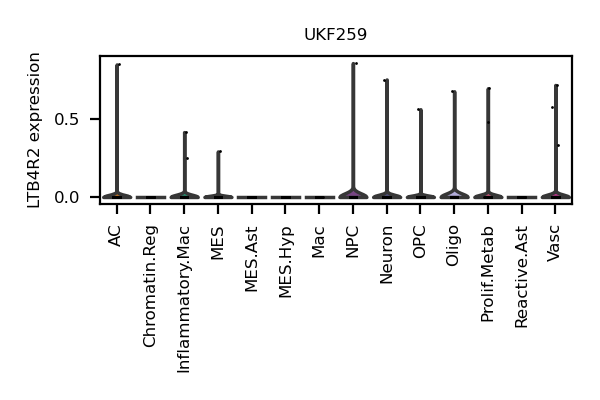 UKF259
LTB4R2 expression
0.5
0.0
AC
Chromatin.Reg
Inflammatory.Mac
MES
MES.Ast
MES.Hyp
Mac
NPC
Neuron
OPC
Oligo
Prolif.Metab
Reactive.Ast
Vasc